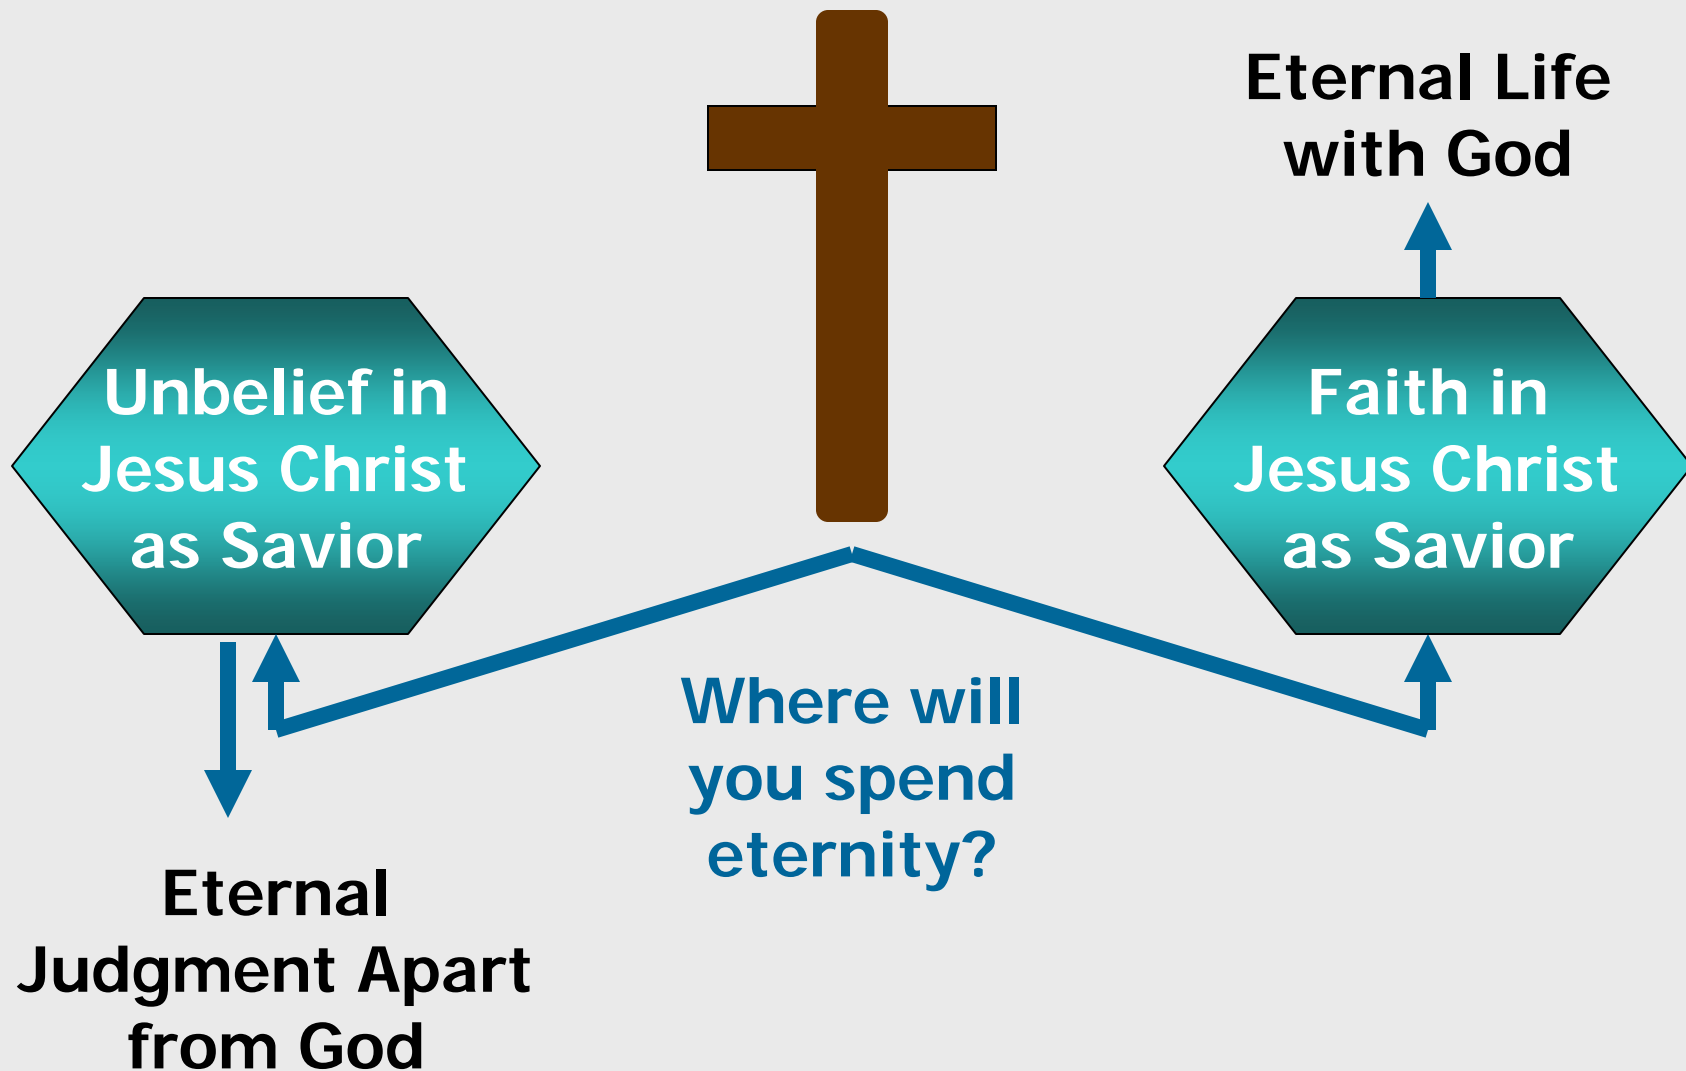 Eternal Life
with God
Unbelief in
Jesus Christ
as Savior
Faith in
Jesus Christ
as Savior
Where will
you spend
eternity?
Eternal
Judgment Apart
from God